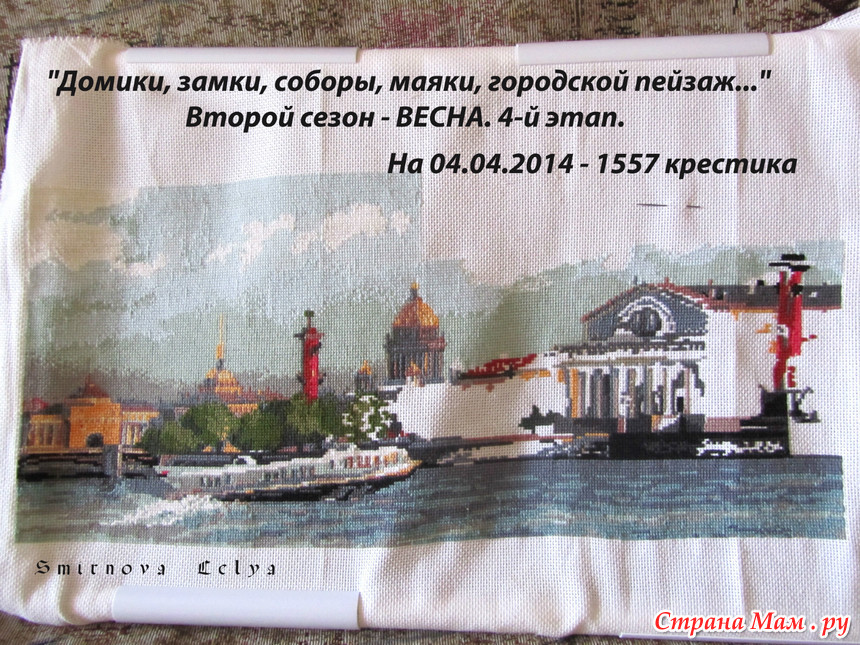 "Домики, замки, соборы, маяки, городской пейзаж..."
Второй сезон - ВЕСНА. 4-й этап.
На 04.04.2014 - 1557 крестика
Smirnova Lelya
Страна Мам . ру